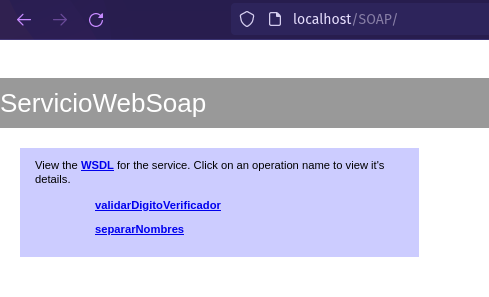 localhost/SOAP/
ServicioWebSoap
View the WSDL for the service. Click on an operation name to view it's
details.
validarDigitoVerificador
separarNombres